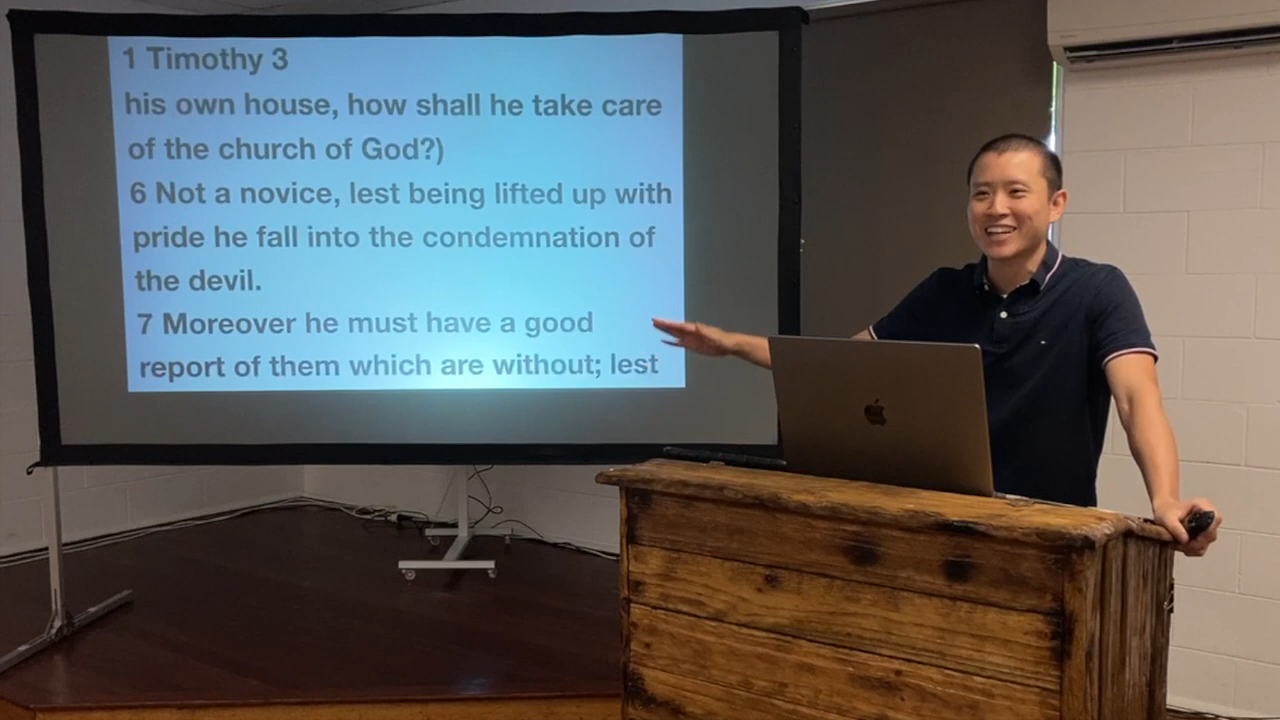 1 Timothy 3
his own house, how shall he take care
of the church of God?)
6 Not a novice, lest being lifted up with
pride he fall into the condemnation of
the devil.
7 Moreover he must have a good
report of them which are without; lest